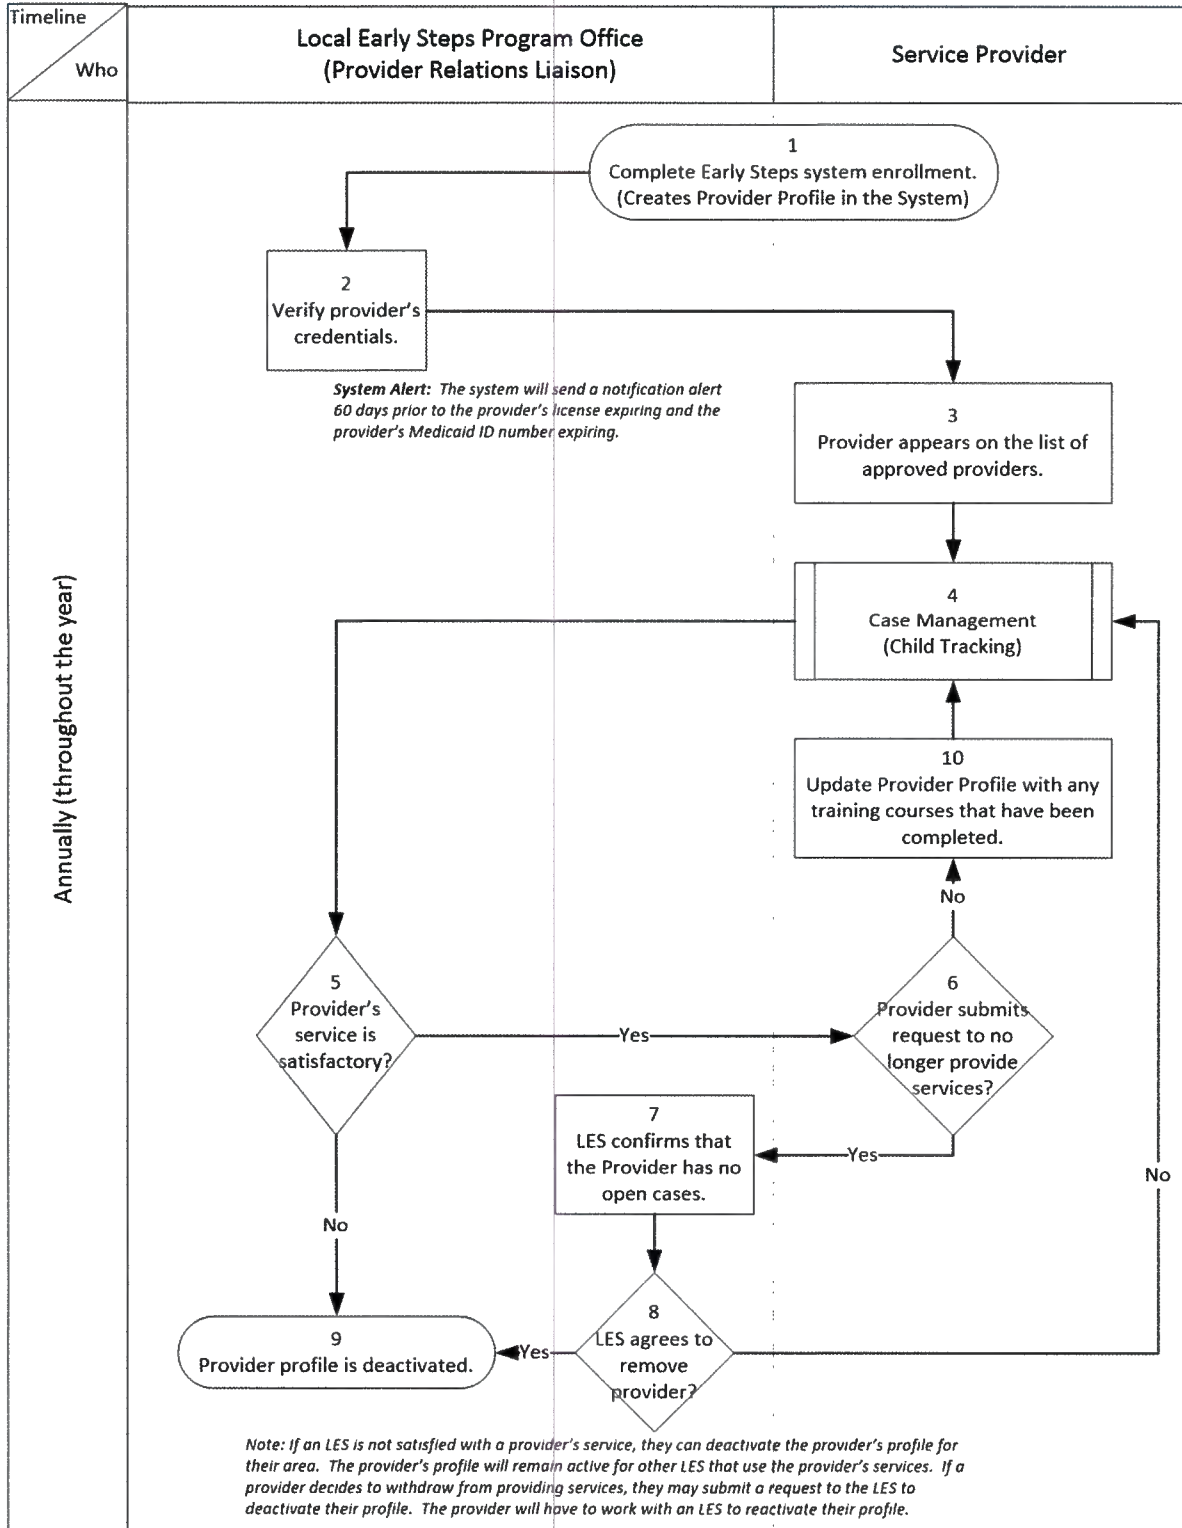 Timeline
Who
Local Early Steps Program Office
(Provider Relations Liaison)
Service Provider
Annually (throughout the year)
1
Complete Early Steps system enrollment.
(Creates Provider Profile in the System)
2
Verify provider's
credentials.
System Alert: The system will send a notification alert
60 days prior to the provider's license expiring and the
provider's Medicaid ID number expiring.
3
Provider appears on the list of
approved providers.
4
Case Management
(Child Tracking)
10
Update Provider Profile with any
training courses that have been
completed.
No
5
Provider's
service is
satisfactory?
Yes
6
Provider submits
request to no
longer provide
services?
7
LES confirms that
the Provider has no
open cases.
Yes
No
No
8
LES agrees to
remove
provider?
Yes
9
Provider profile is deactivated.
Note: If an LES is not satisfied with a provider's service, they can deactivate the provider's profile for
their area. The provider's profile will remain active for other LES that use the provider's services. If a
provider decides to withdraw from providing services, they may submit a request to the LES to
deactivate their profile. The provider will have to work with an LES to reactivate their profile.